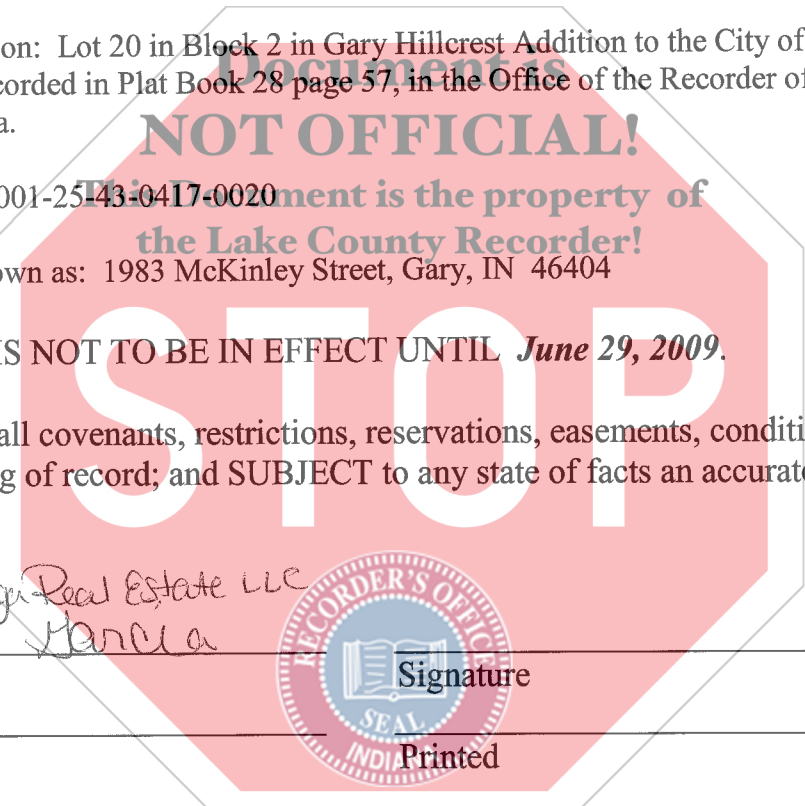 on: Lot 20 in Block 2 in Gary Hillcrest Addition to the City of
Document is
corded in Plat Book 28 page 57, in the Office of the Recorder of
a.
NOT OFFICIAL!
001-25-43-0417-0020
This Document is the property of
the Lake County Recorder!
own as: 1983 McKinley Street, Gary, IN 46404
STOP
IS NOT TO BE IN EFFECT UNTIL June 29, 2009.
all covenants, restrictions, reservations, easements, conditi
g of record; and SUBJECT to any state of facts an accurate
Real Estate LLC
Garcia
RECORDER'S OFFICE
SEAL
INDIANA
Signature
Printed